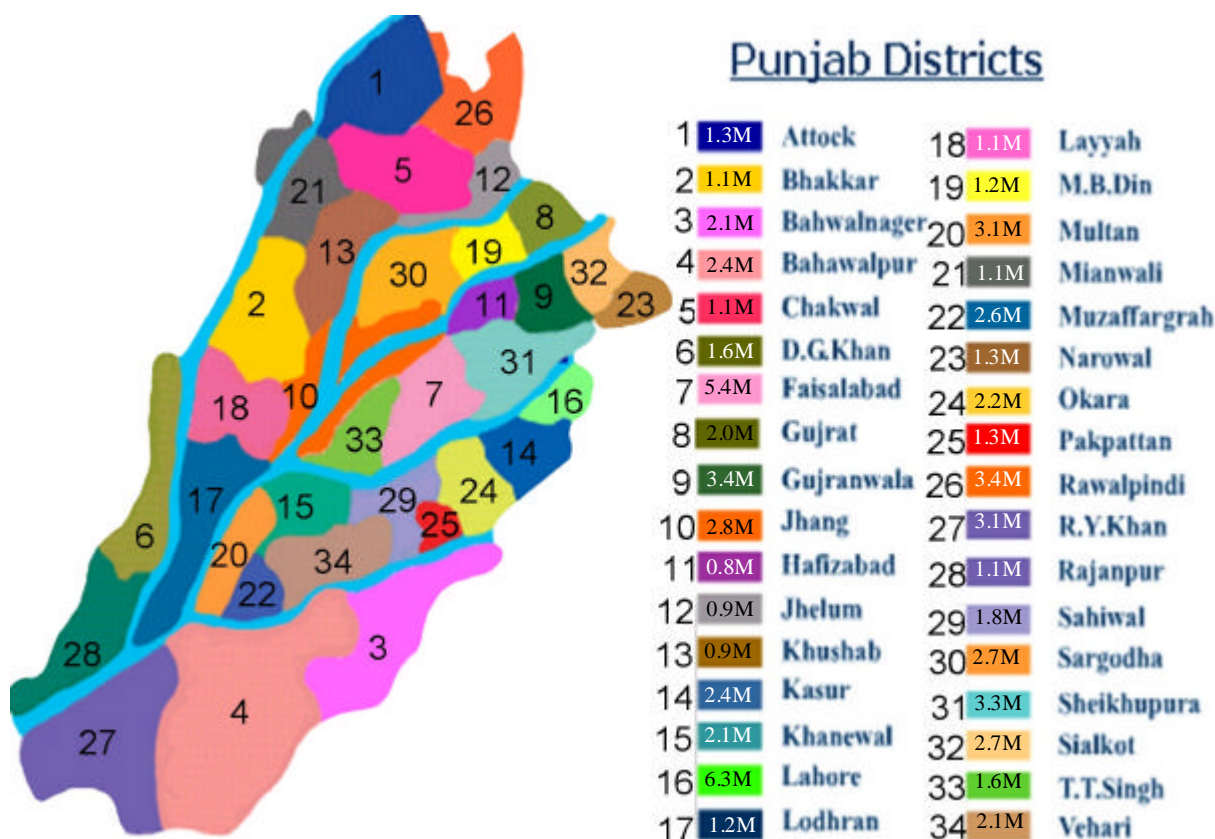 Punjab Districts
1 1.3M Attock
2 1.1M Bhakkar
3 2.1M Bahwalnager
4 2.4M Bahawalpur
5 1.1M Chakwal
6 1.6M D.G.Khan
7 5.4M Faisalabad
8 2.0M Gujrat
9 3.4M Gujranwala
10 2.8M Jhang
11 0.8M Hafizabad
12 0.9M Jhelum
13 0.9M Khushab
14 2.4M Kasur
15 2.1M Khanewal
16 6.3M Lahore
17 1.2M Lodhran
18 1.1M Layyah
19 1.2M M.B.Din
20 3.1M Multan
21 1.1M Mianwali
22 2.6M Muzaffargrah
23 1.3M Narowal
24 2.2M Okara
25 1.3M Pakpattan
26 3.4M Rawalpindi
27 3.1M R.Y.Khan
28 1.1M Rajanpur
29 1.8M Sahiwal
30 2.7M Sargodha
31 3.3M Sheikhupura
32 2.7M Sialkot
33 1.6M T.T.Singh
34 2.1M Vehari
1
26
5
12
21
8
13
19
30
32
2
11
9
23
31
10
18
7
16
33
14
17
15
29
24
25
6
20
34
22
28
3
4
27